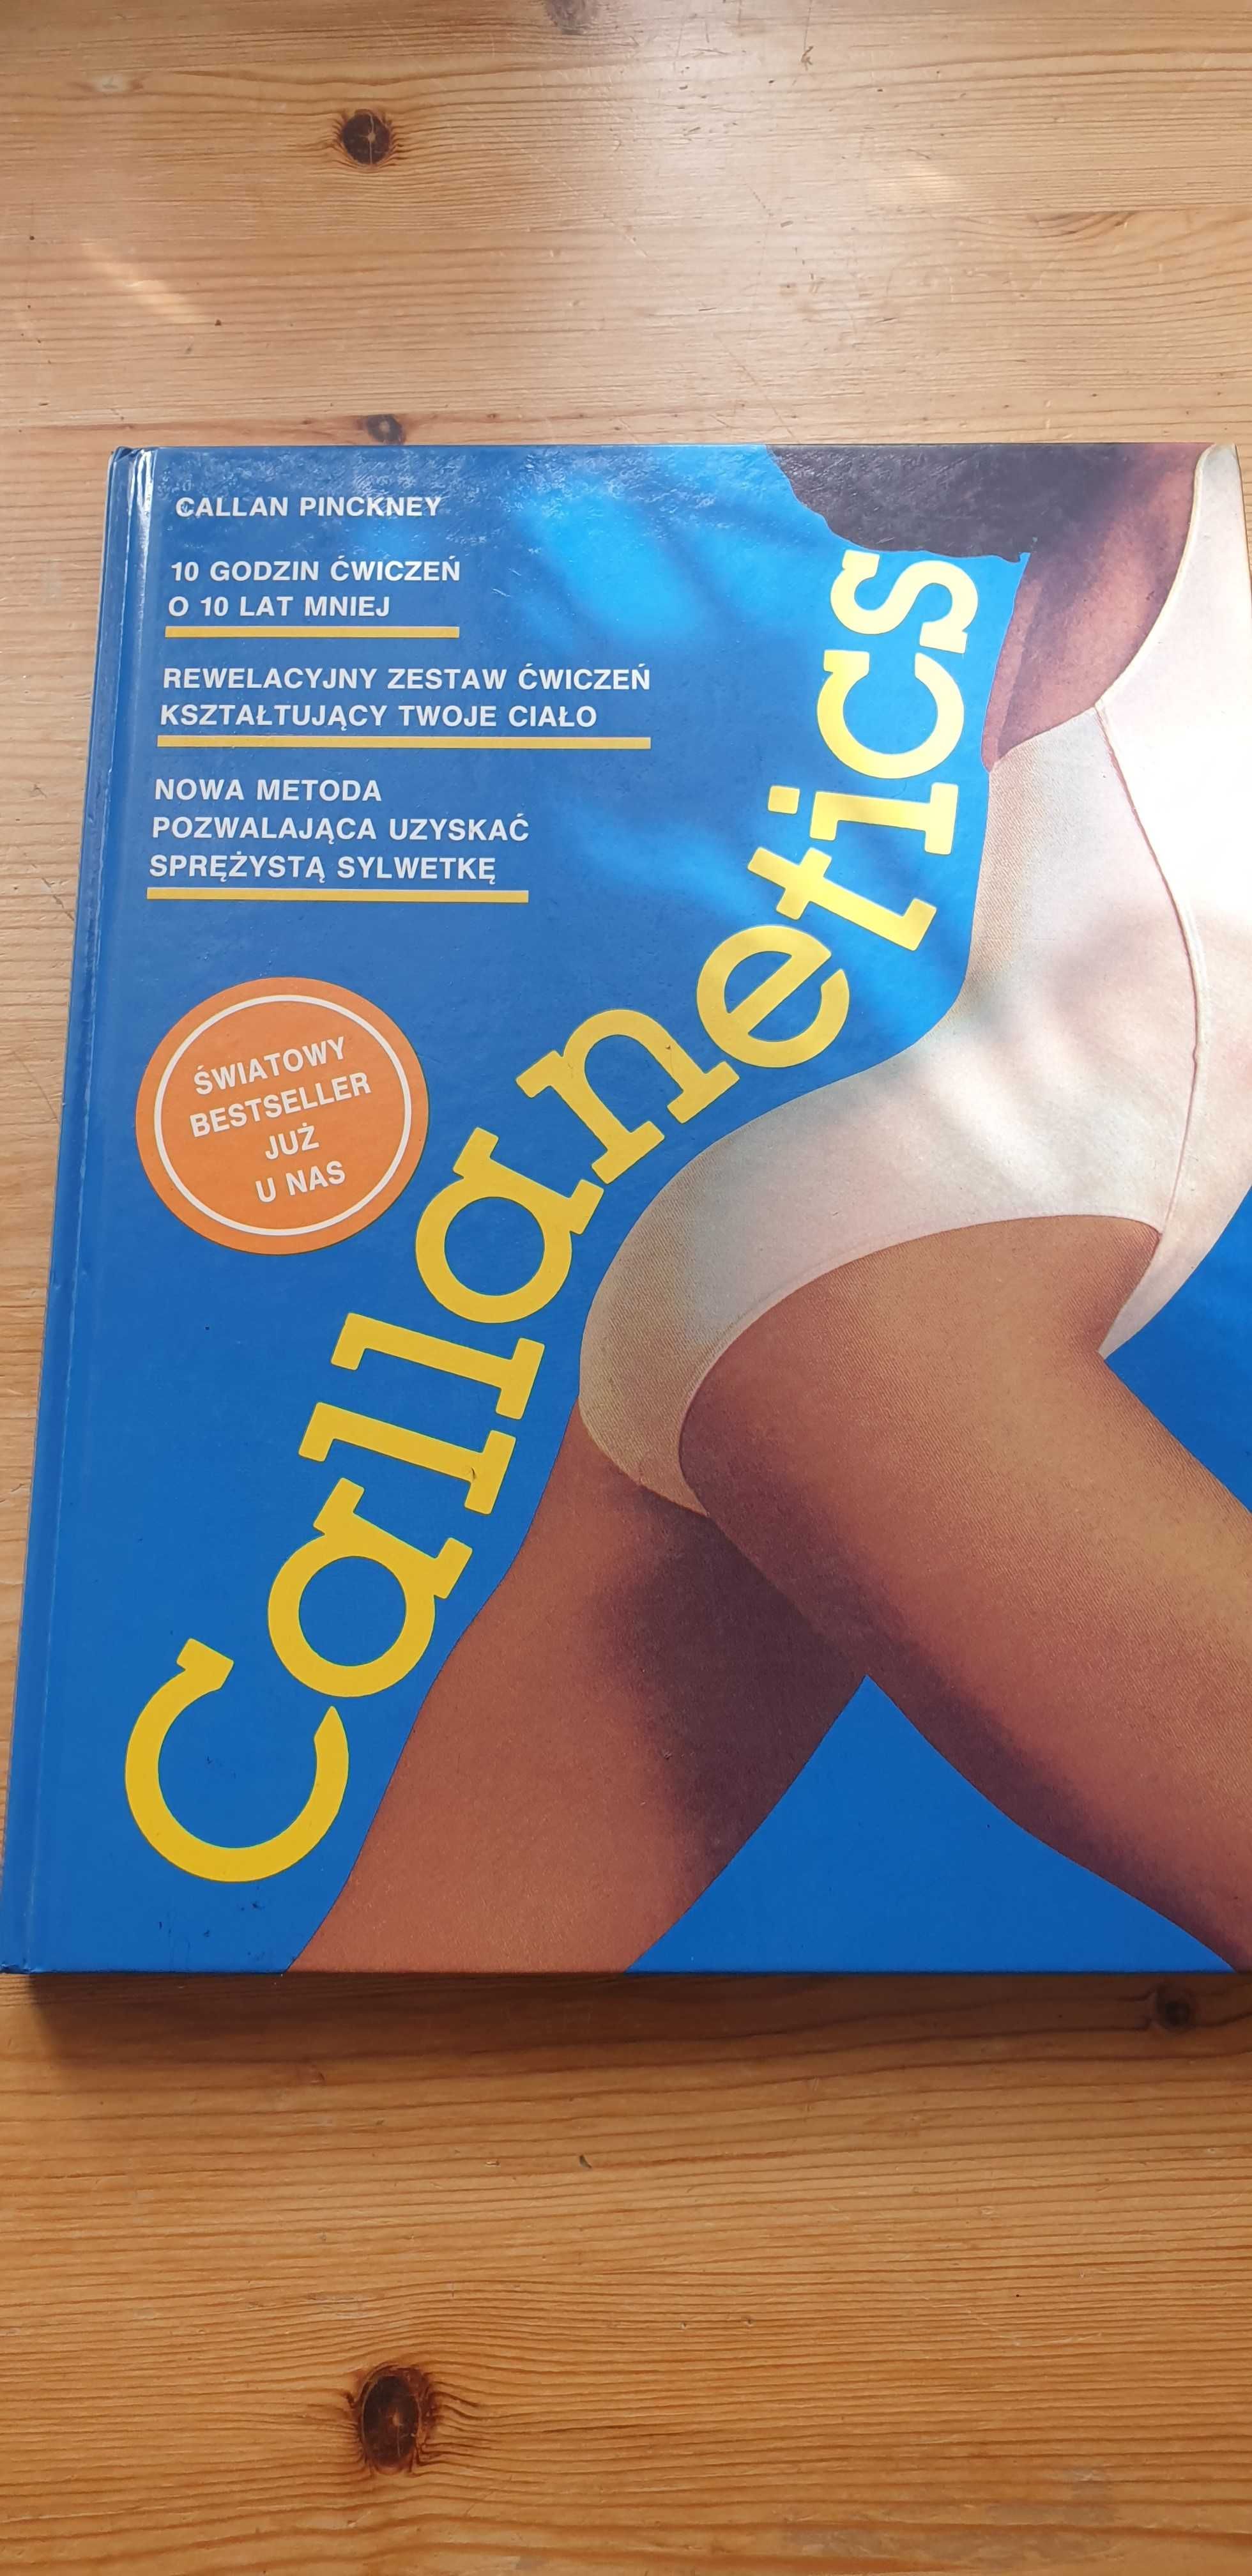 CALLAN PINCKNEY
10 GODZIN ĆWICZEŃ
O 10 LAT MNIEJ
REWELACYJNY ZESTAW ĆWICZEŃ
KSZTAŁTUJĄCY TWOJE CIAŁO
NOWA METODA
POZWALAJĄCA UZYSKAĆ
SPRĘŻYSTĄ SYLWETKĘ
ŚWIATOWY
BESTSELLER
JUŻ
U NAS
Callanetics